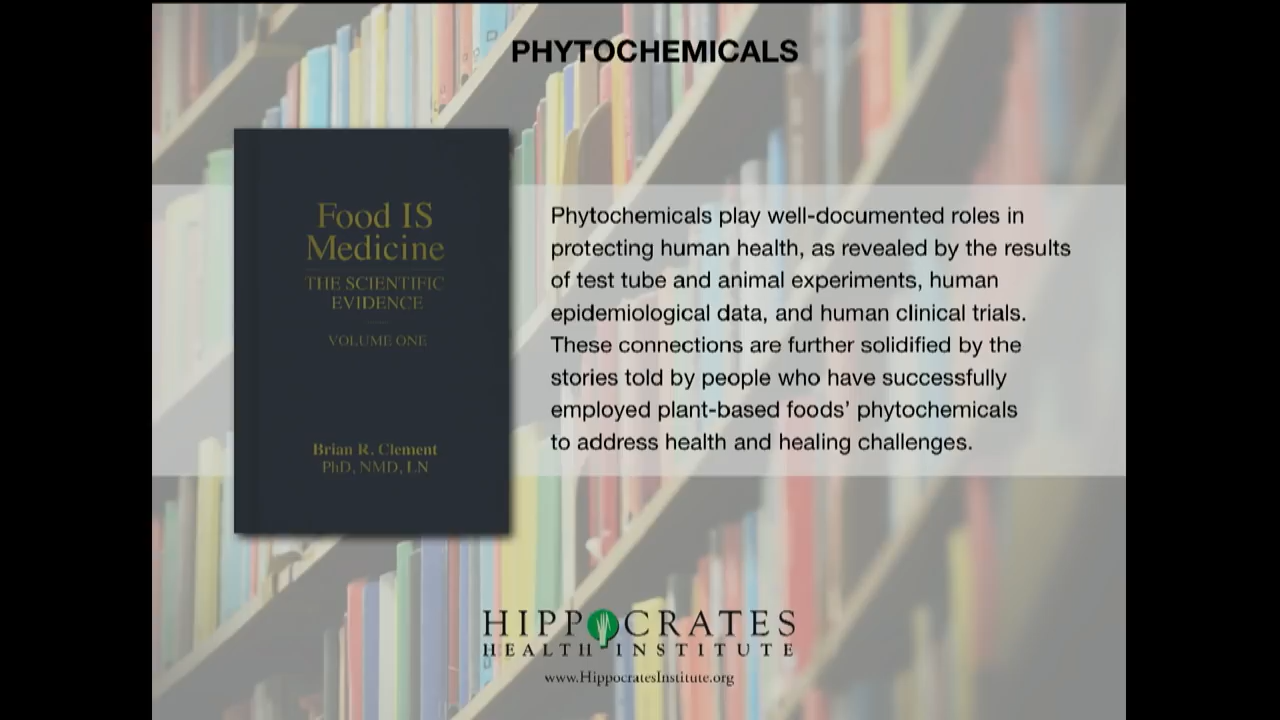 PHYTOCHEMICALS
Food IS
Medicine
THE SCIENTIFIC
EVIDENCE
VOLUME ONE
Brian R. Clement
PhD, NMD, LN
Phytochemicals play well-documented roles in
protecting human health, as revealed by the results
of test tube and animal experiments, human
epidemiological data, and human clinical trials.
These connections are further solidified by the
stories told by people who have successfully
employed plant-based foods’ phytochemicals
to address health and healing challenges.
HIPPOCRATES
HEALTH INSTITUTE
www.HippocratesInstitute.org